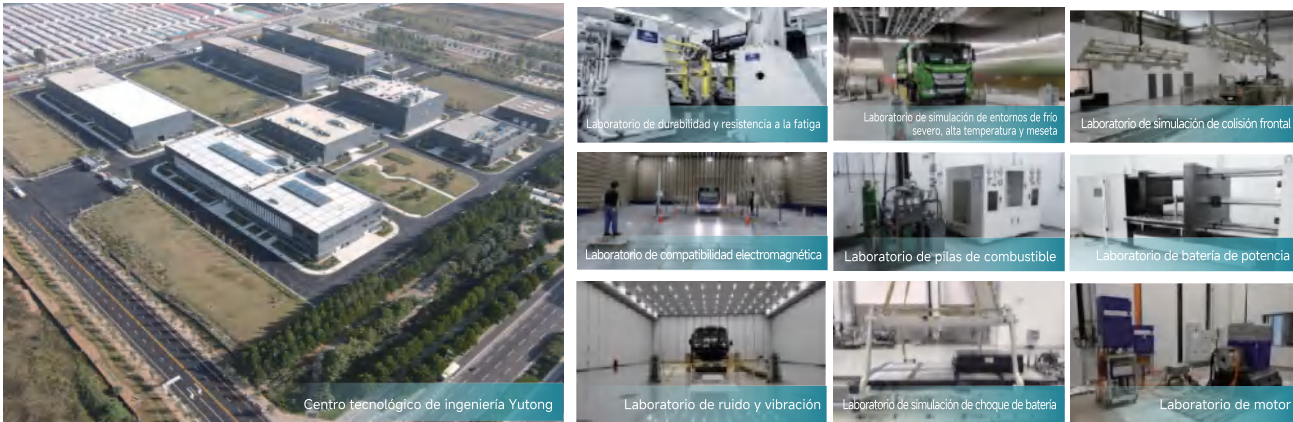 Centro tecnológico de ingeniería Yutong
Laboratorio de durabilidad y resistencia a la fatiga
Laboratorio de simulación de entornos de frío
severo, alta temperatura y meseta
Laboratorio de simulación de colisión frontal
Laboratorio de compatibilidad electromagnética
Laboratorio de pilas de combustible
Laboratorio de batería de potencia
Laboratorio de ruido y vibración
Laboratorio de simulación de choque de batería
Laboratorio de motor